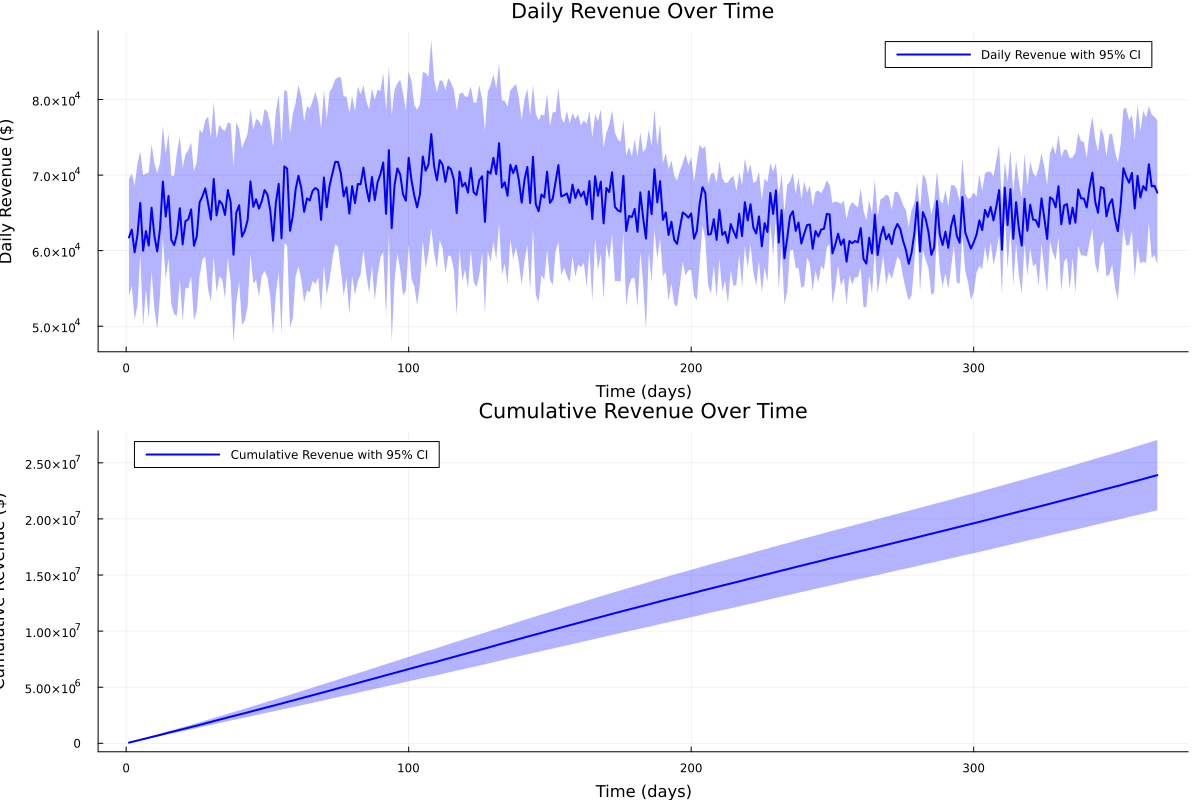 Daily Revenue Over Time
Daily Revenue with 95% CI
Daily Revenue ($)
8.0×10⁴
7.0×10⁴
6.0×10⁴
5.0×10⁴
0 100 200 300
Time (days)
Cumulative Revenue Over Time
Cumulative Revenue with 95% CI
Cumulative Revenue ($)
2.50×10⁷
2.00×10⁷
1.50×10⁷
1.00×10⁷
5.00×10⁶
0
0 100 200 300
Time (days)